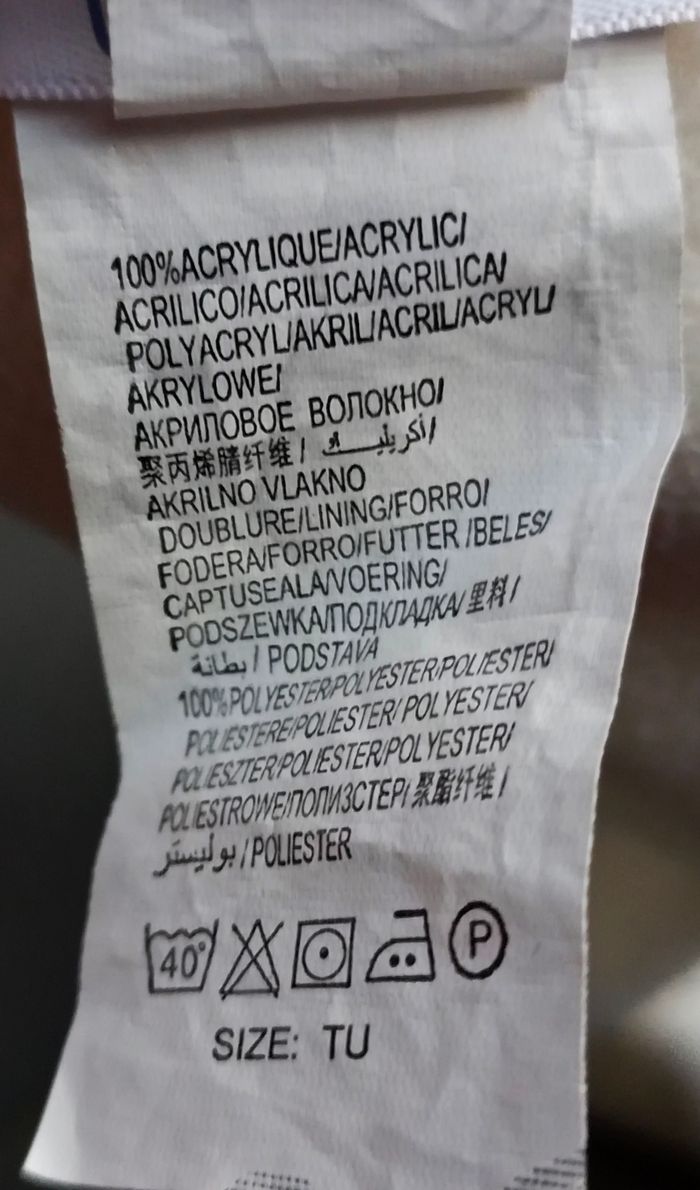 100%ACRYLIQUE/ACRYLIC/
ACRILICO/ACRILICA/ACRILICA/
POLYACRYL/AKRIL/ACRIL/ACRYL/
AKRYLOWE/
АКРИЛОВОЕ ВОЛОКНО/
聚丙烯腈纤维/ أكريليك/
AKRILNO VLAKNO
DOUBLURE/LINING/FORRO/
FODERA/FORRO/FUTTER/BELES/
CAPTUSEALA/VOERING/
PODSZEWKA/ПОДКЛАДКА/里料/
بطانة/PODSTAVA
100%POLYESTER/POLYESTER/POLIESTER/
POLIESTERE/POLIESTER/POLYESTER/
POLIESZTER/POLIESTER/POLYESTER/
POLIESTROWE/ПОЛИЗСТЕР/聚酯纤维/
بوليستر/POLIESTER
40°
P
SIZE: TU